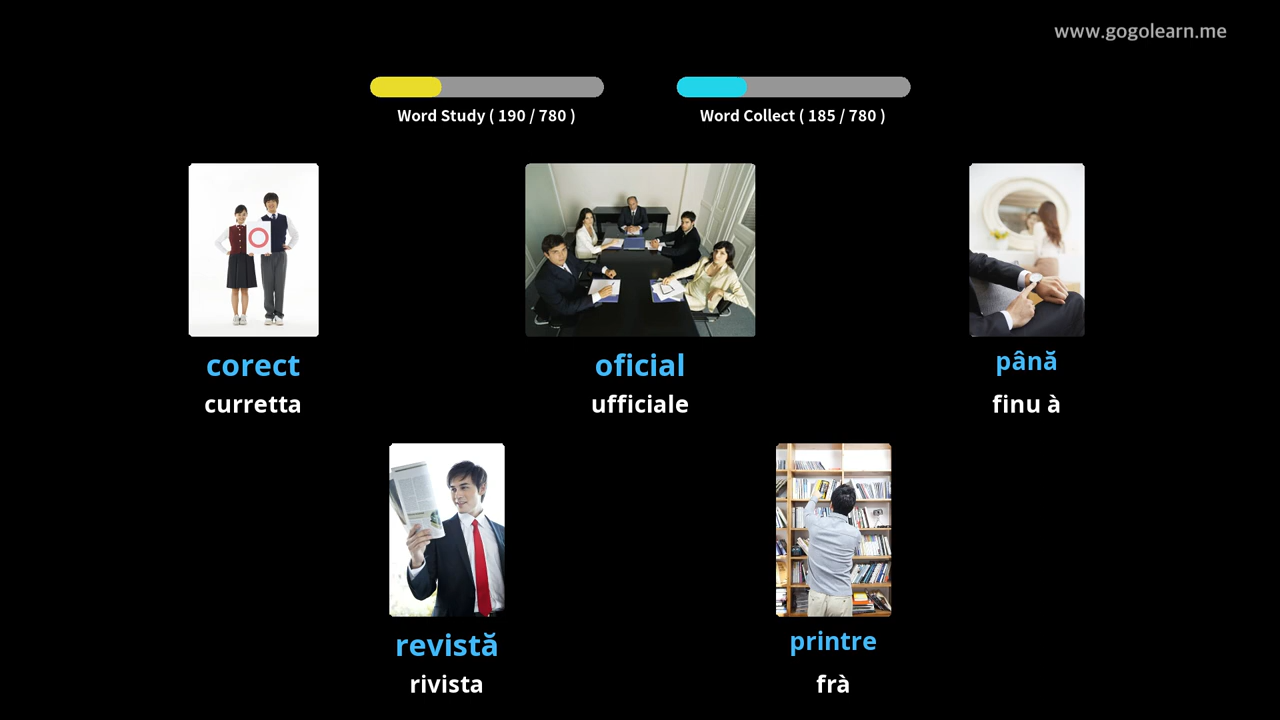 www.gogolearn.me
Word Study ( 190 / 780 )
Word Collect ( 185 / 780 )
corect
curretta
oficial
ufficiale
până
finu à
revistă
rivista
printre
frà